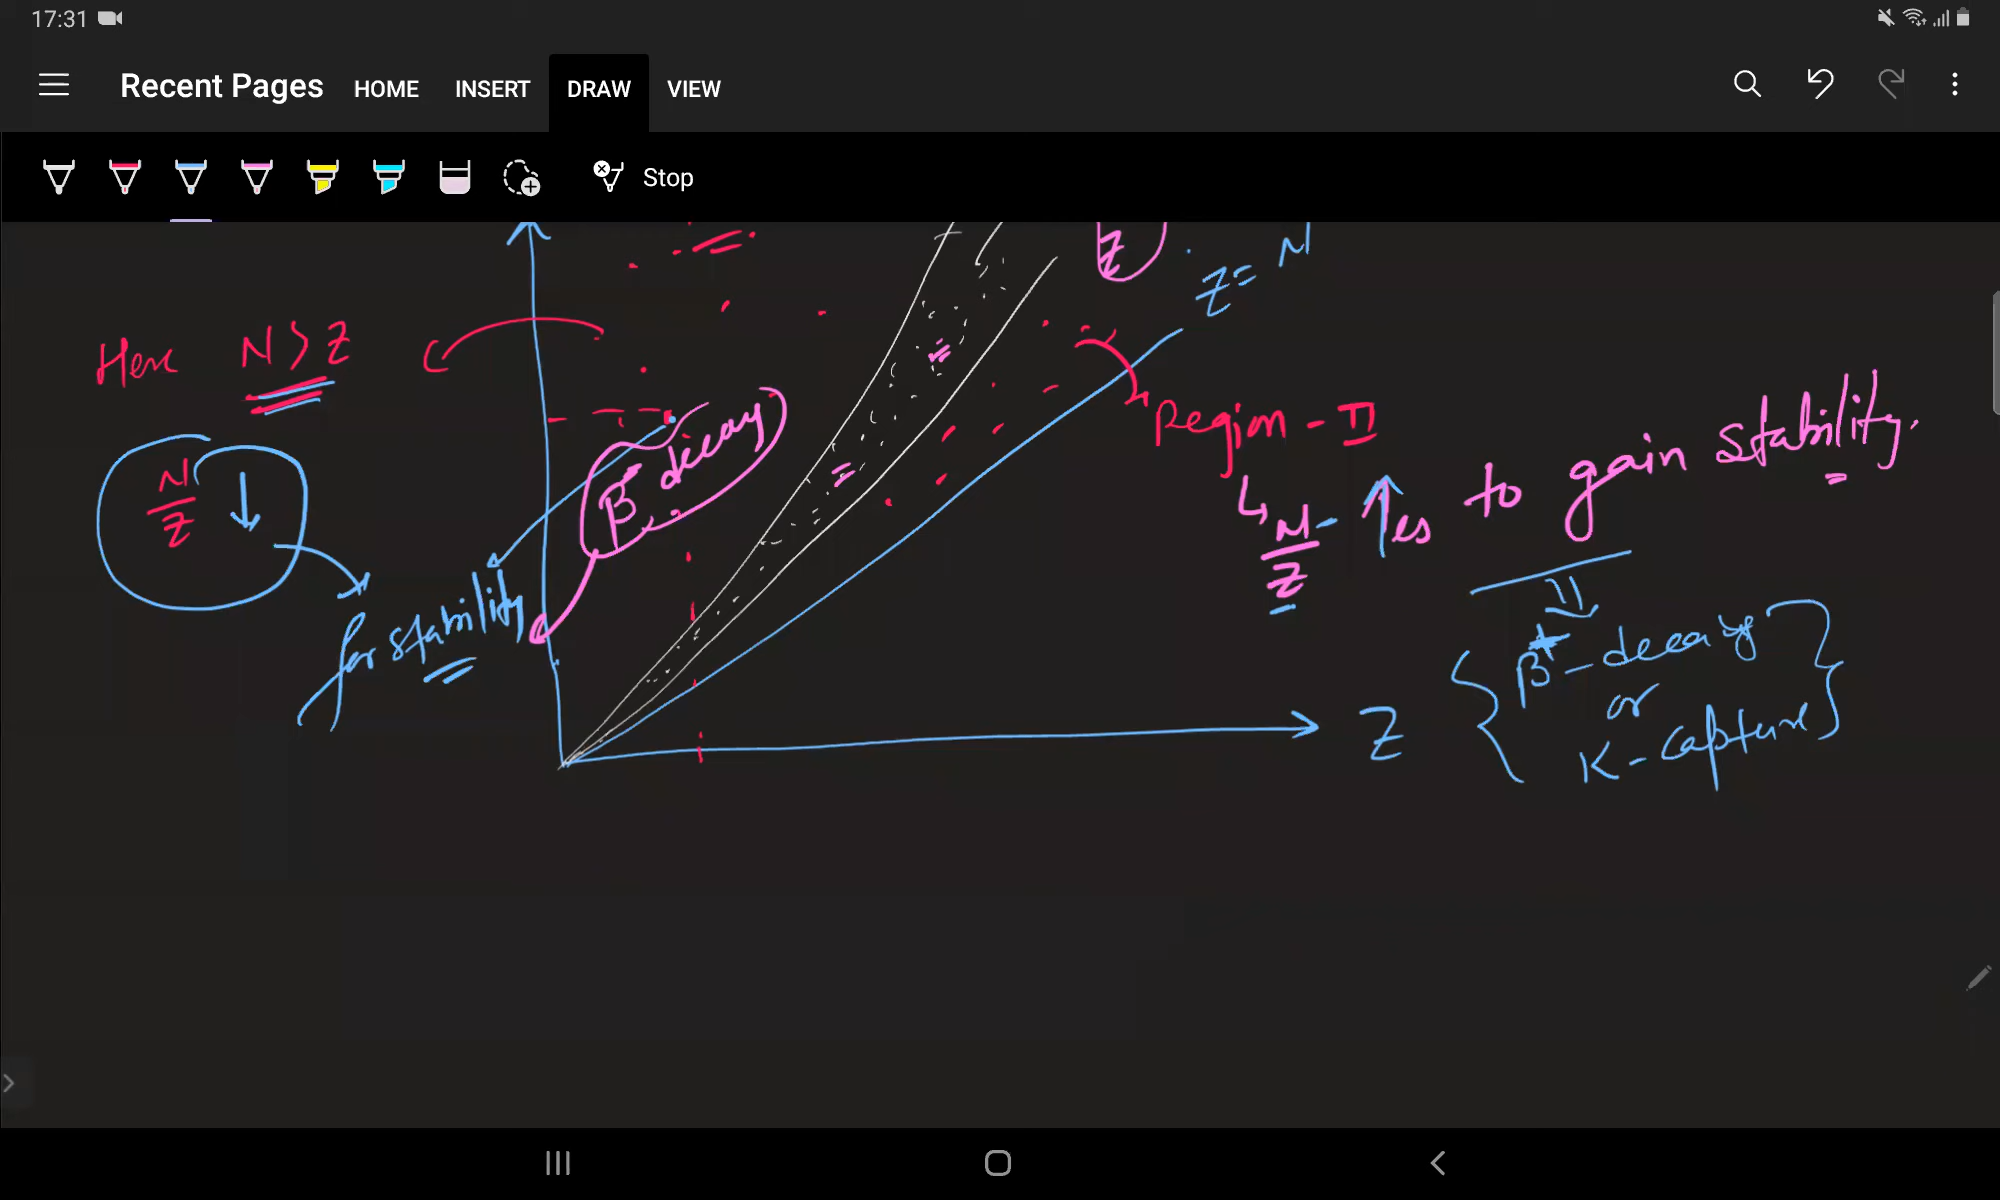 17:31
Recent Pages HOME INSERT DRAW VIEW
Stop
Z
Z = N
Here N > Z
Region - II
N/Z ↓
β⁻ decay
↳ N/Z - ↑es to gain stability.
for stability
β⁺ - decay
or
K - capture
Z